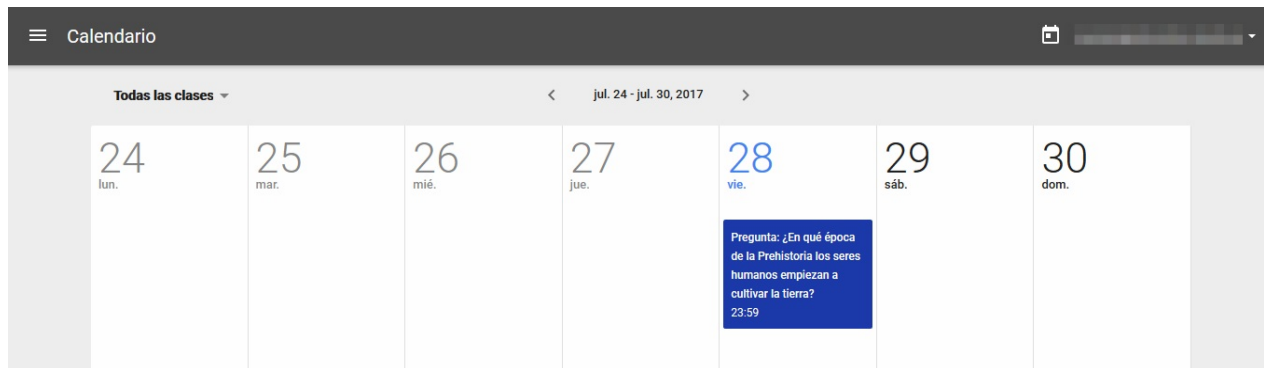 Calendario
Todas las clases
jul. 24 - jul. 30, 2017
24
lun.
25
mar.
26
mié.
27
jue.
28
vie.
29
sáb.
30
dom.
Pregunta: ¿En qué época
de la Prehistoria los seres
humanos empiezan a
cultivar la tierra?
23:59